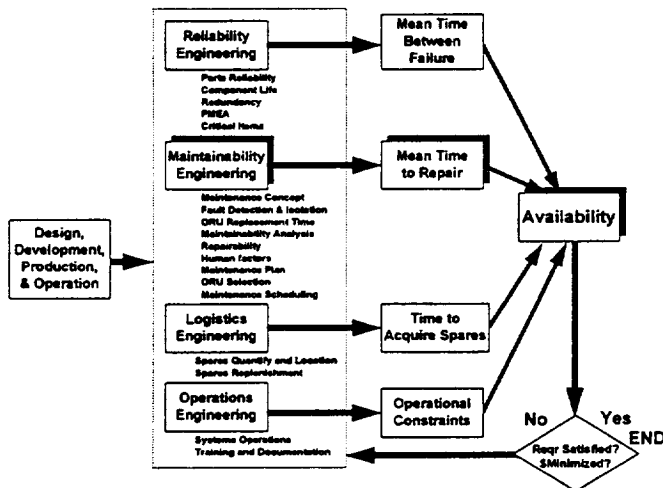 Reliability
Engineering
Parts Reliability
Component Life
Redundancy
FMEA
Critical Items
Mean Time
Between
Failure
Maintainability
Engineering
Maintenance Concept
Fault Detection & Isolation
ORU Replacement Time
Maintainability Analysis
Repairability
Human factors
Maintenance Plan
ORU Selection
Maintenance Scheduling
Mean Time
to Repair
Availability
Design,
Development,
Production,
& Operation
Logistics
Engineering
Spares Quantify and Location
Spares Replenishment
Time to
Acquire Spares
Operations
Engineering
Systems Operations
Training and Documentation
Operational
Constraints
No
Yes
END
Reqr Satisfied?
$Minimized?